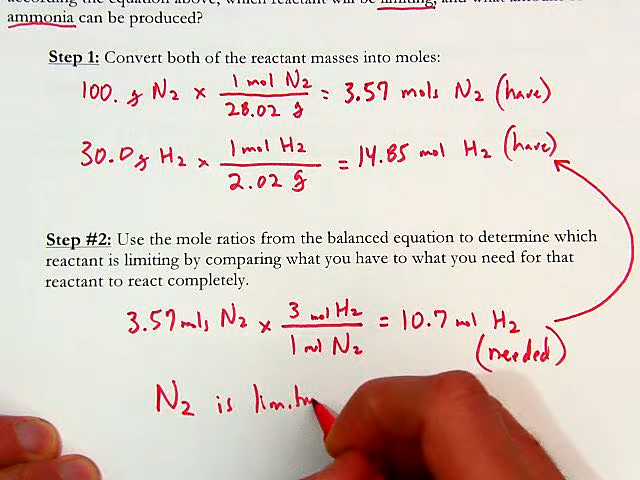 ammonia can be produced?
Step 1: Convert both of the reactant masses into moles:
100. g N2 × 1 mol N2 / 28.02 g = 3.57 mols N2 (have)
30.0g H2 × 1 mol H2 / 2.02 g = 14.85 mol H2 (have)
Step #2: Use the mole ratios from the balanced equation to determine which
reactant is limiting by comparing what you have to what you need for that
reactant to react completely.
3.57 mols N2 × 3 mol H2 / 1 mol N2 = 10.7 mol H2
(needed)
N2 is